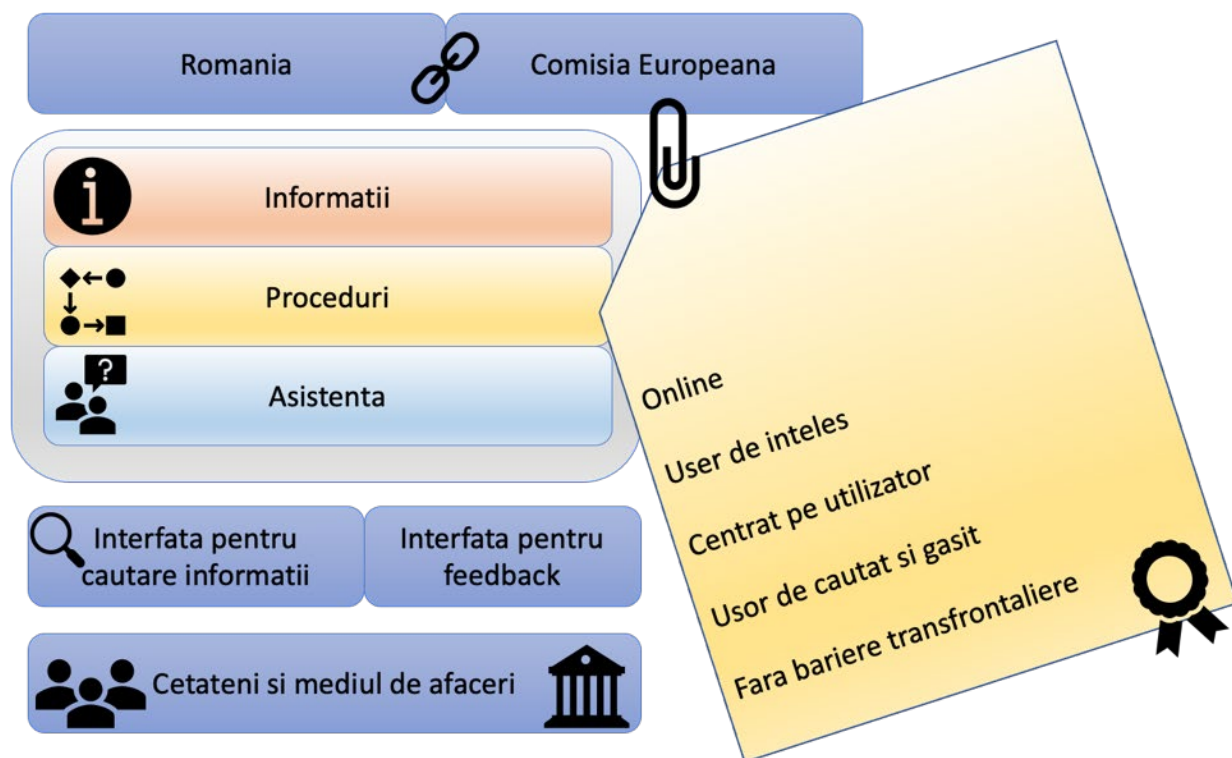 Romania
Comisia Europeana
Informatii
Proceduri
Asistenta
Online
User de inteles
Centrat pe utilizator
Usor de cautat si gasit
Fara bariere transfrontaliere
Interfata pentru
cautare informatii
Interfata pentru
feedback
Cetateni si mediul de afaceri